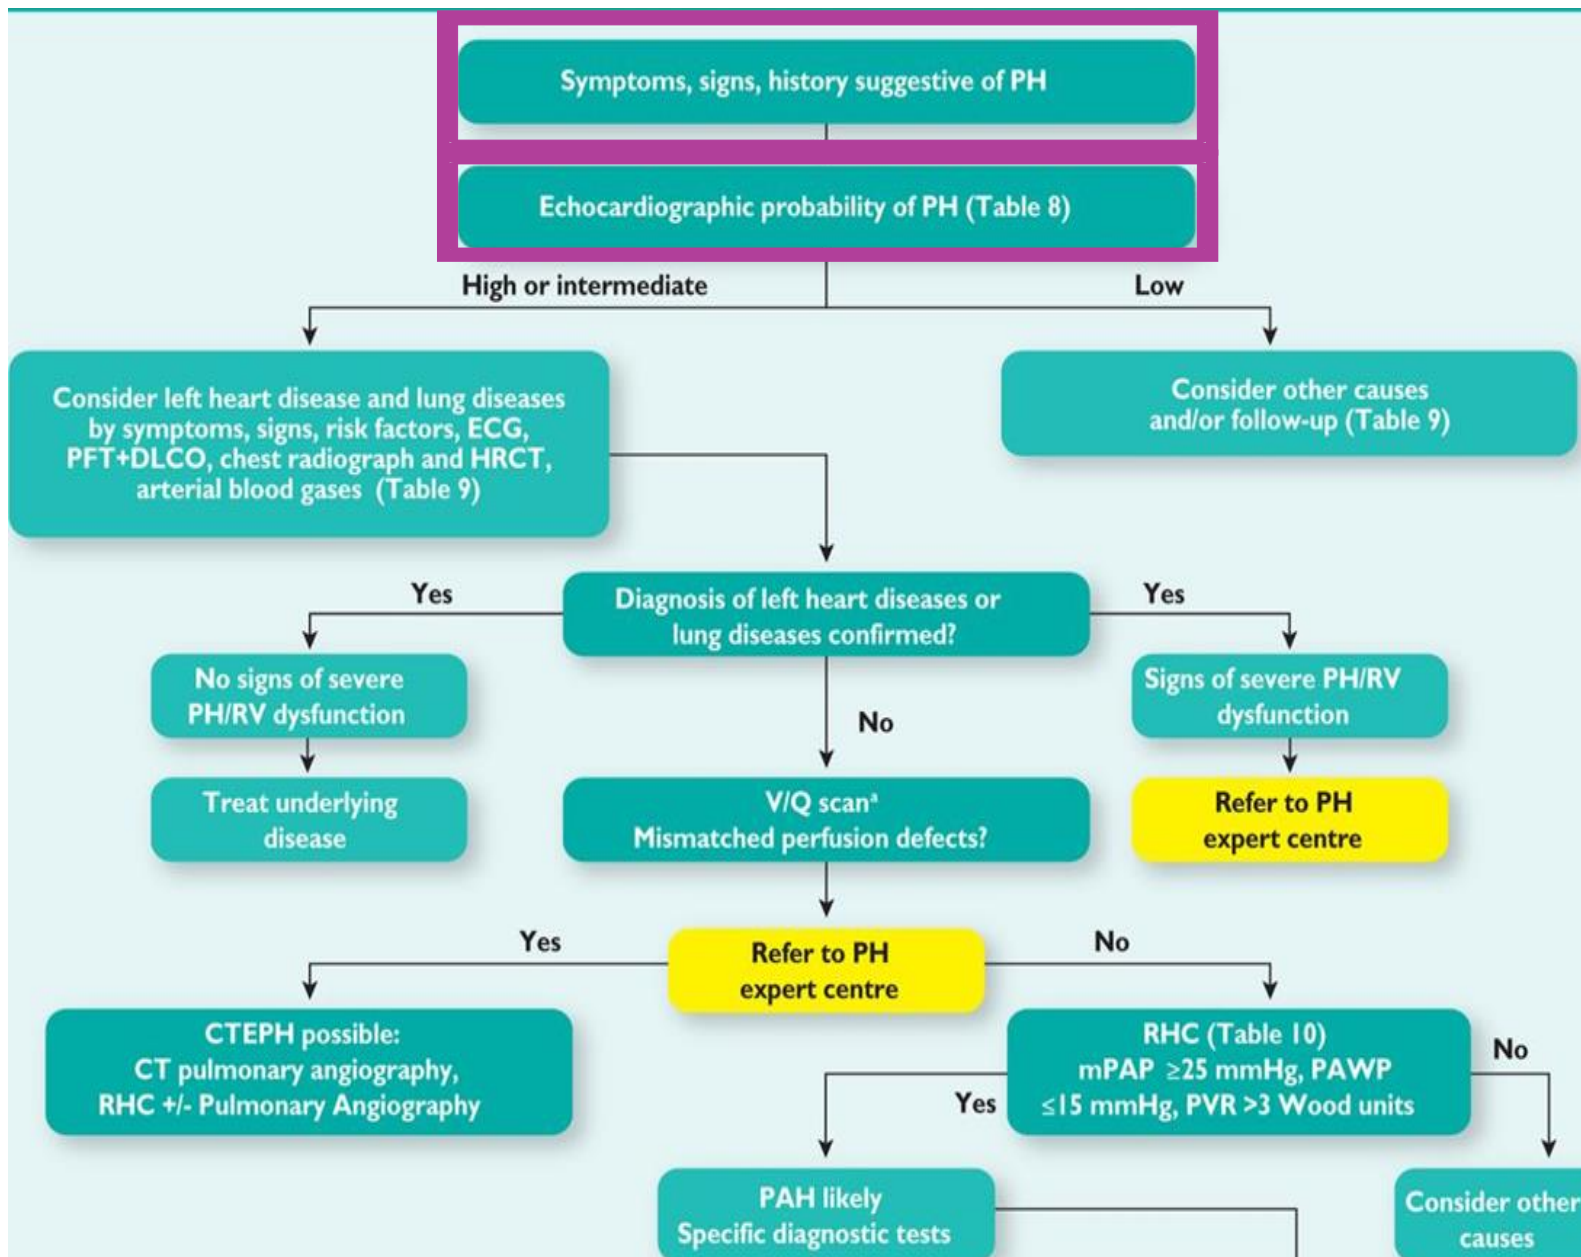 Symptoms, signs, history suggestive of PH
Echocardiographic probability of PH (Table 8)
High or intermediate
Low
Consider left heart disease and lung diseases
by symptoms, signs, risk factors, ECG,
PFT+DLCO, chest radiograph and HRCT,
arterial blood gases (Table 9)
Consider other causes
and/or follow-up (Table 9)
Yes
Diagnosis of left heart diseases or
lung diseases confirmed?
Yes
No signs of severe
PH/RV dysfunction
No
Signs of severe PH/RV
dysfunction
Treat underlying
disease
V/Q scanᵃ
Mismatched perfusion defects?
Refer to PH
expert centre
Yes
Refer to PH
expert centre
No
CTEPH possible:
CT pulmonary angiography,
RHC +/- Pulmonary Angiography
RHC (Table 10)
mPAP ≥25 mmHg, PAWP
≤15 mmHg, PVR >3 Wood units
No
Yes
PAH likely
Specific diagnostic tests
Consider other
causes